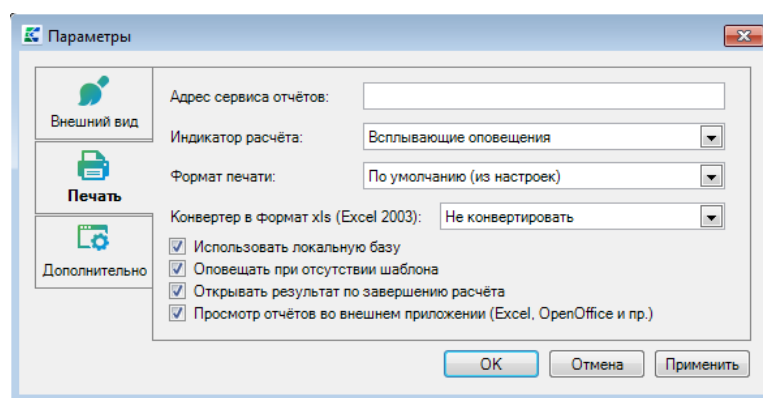 Параметры
Внешний вид
Печать
Дополнительно
Адрес сервиса отчётов:
Индикатор расчёта: Всплывающие оповещения
Формат печати: По умолчанию (из настроек)
Конвертер в формат xls (Excel 2003): Не конвертировать
Использовать локальную базу
Оповещать при отсутствии шаблона
Открывать результат по завершению расчёта
Просмотр отчётов во внешнем приложении (Excel, OpenOffice и пр.)
OK Отмена Применить